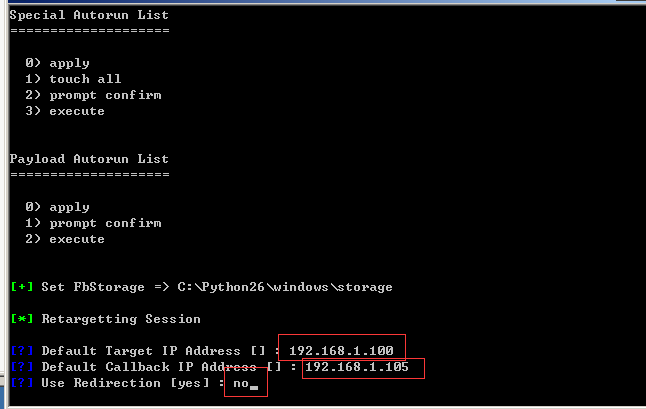 Special Autorun List
====================
0) apply
1) touch all
2) prompt confirm
3) execute
Payload Autorun List
====================
0) apply
1) prompt confirm
2) execute
[+] Set FbStorage => C:\Python26\windows\storage
[*] Retargetting Session
[?] Default Target IP Address [] : 192.168.1.100
[?] Default Callback IP Address [] : 192.168.1.105
[?] Use Redirection [yes] : no_